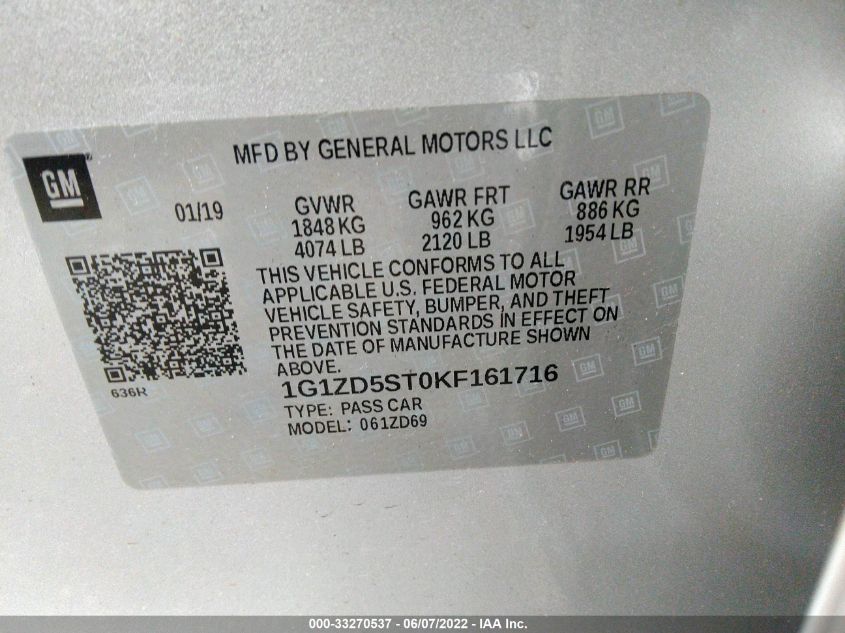 GM
MFD BY GENERAL MOTORS LLC
01/19
GVWR
1848 KG
4074 LB
GAWR FRT
962 KG
2120 LB
GAWR RR
886 KG
1954 LB
THIS VEHICLE CONFORMS TO ALL
APPLICABLE U.S. FEDERAL MOTOR
VEHICLE SAFETY, BUMPER, AND THEFT
PREVENTION STANDARDS IN EFFECT ON
THE DATE OF MANUFACTURE SHOWN
ABOVE.
636R
1G1ZD5ST0KF161716
TYPE: PASS CAR
MODEL: 061ZD69
000-33270537 - 06/07/2022 - IAA Inc.